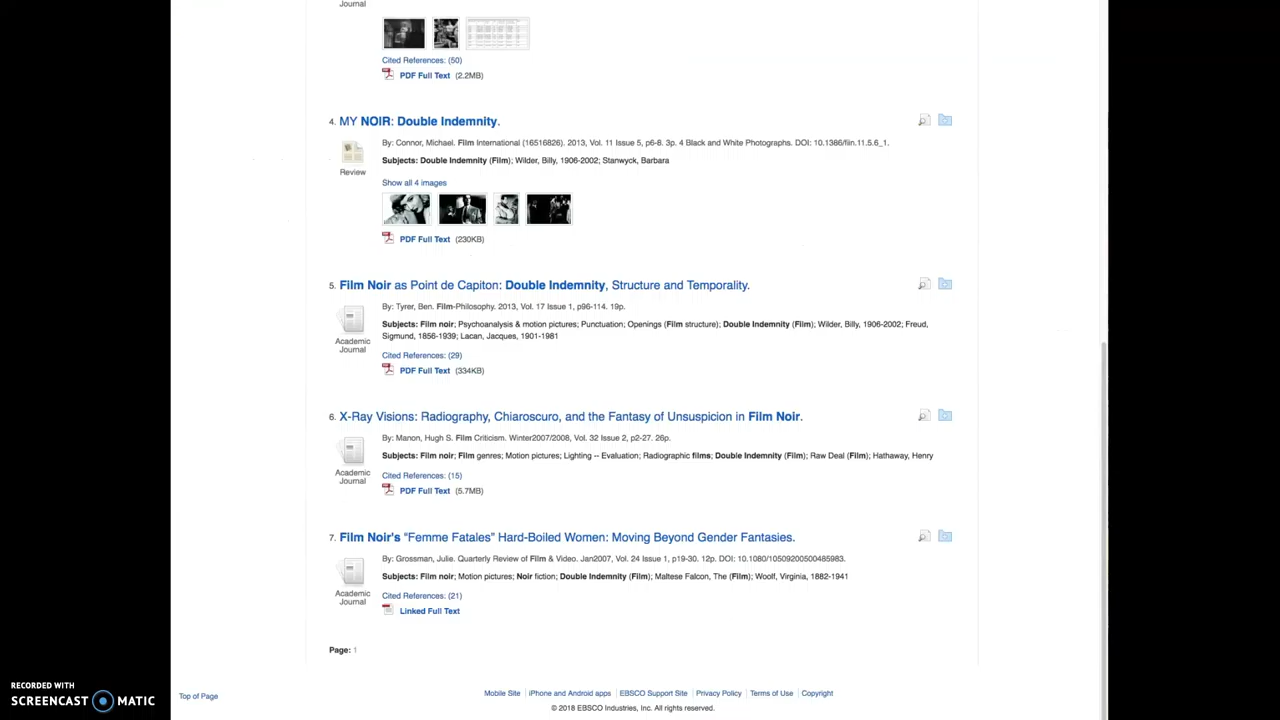 Journal
Cited References: (50)
PDF Full Text (2.2MB)
4. MY NOIR: Double Indemnity.
By: Connor, Michael. Film International (16516826). 2013, Vol. 11 Issue 5, p6-8. 3p. 4 Black and White Photographs. DOI: 10.1386/fiin.11.5.6_1.
Review
Subjects: Double Indemnity (Film); Wilder, Billy, 1906-2002; Stanwyck, Barbara
Show all 4 images
PDF Full Text (230KB)
5. Film Noir as Point de Capiton: Double Indemnity, Structure and Temporality.
By: Tyrer, Ben. Film-Philosophy. 2013, Vol. 17 Issue 1, p96-114. 19p.
Academic
Journal
Subjects: Film noir; Psychoanalysis & motion pictures; Punctuation; Openings (Film structure); Double Indemnity (Film); Wilder, Billy, 1906-2002; Freud,
Sigmund, 1856-1939; Lacan, Jacques, 1901-1981
Cited References: (29)
PDF Full Text (334KB)
6. X-Ray Visions: Radiography, Chiaroscuro, and the Fantasy of Unsuspicion in Film Noir.
By: Manon, Hugh S. Film Criticism. Winter2007/2008, Vol. 32 Issue 2, p2-27. 26p.
Academic
Journal
Subjects: Film noir; Film genres; Motion pictures; Lighting -- Evaluation; Radiographic films; Double Indemnity (Film); Raw Deal (Film); Hathaway, Henry
Cited References: (15)
PDF Full Text (5.7MB)
7. Film Noir's "Femme Fatales" Hard-Boiled Women: Moving Beyond Gender Fantasies.
By: Grossman, Julie. Quarterly Review of Film & Video. Jan2007, Vol. 24 Issue 1, p19-30. 12p. DOI: 10.1080/10509200500485983.
Academic
Journal
Subjects: Film noir; Motion pictures; Noir fiction; Double Indemnity (Film); Maltese Falcon, The (Film); Woolf, Virginia, 1882-1941
Cited References: (21)
Linked Full Text
Page: 1
Top of Page
Mobile Site | iPhone and Android apps | EBSCO Support Site | Privacy Policy | Terms of Use | Copyright
© 2018 EBSCO Industries, Inc. All rights reserved.
RECORDED WITH
SCREENCAST MATIC